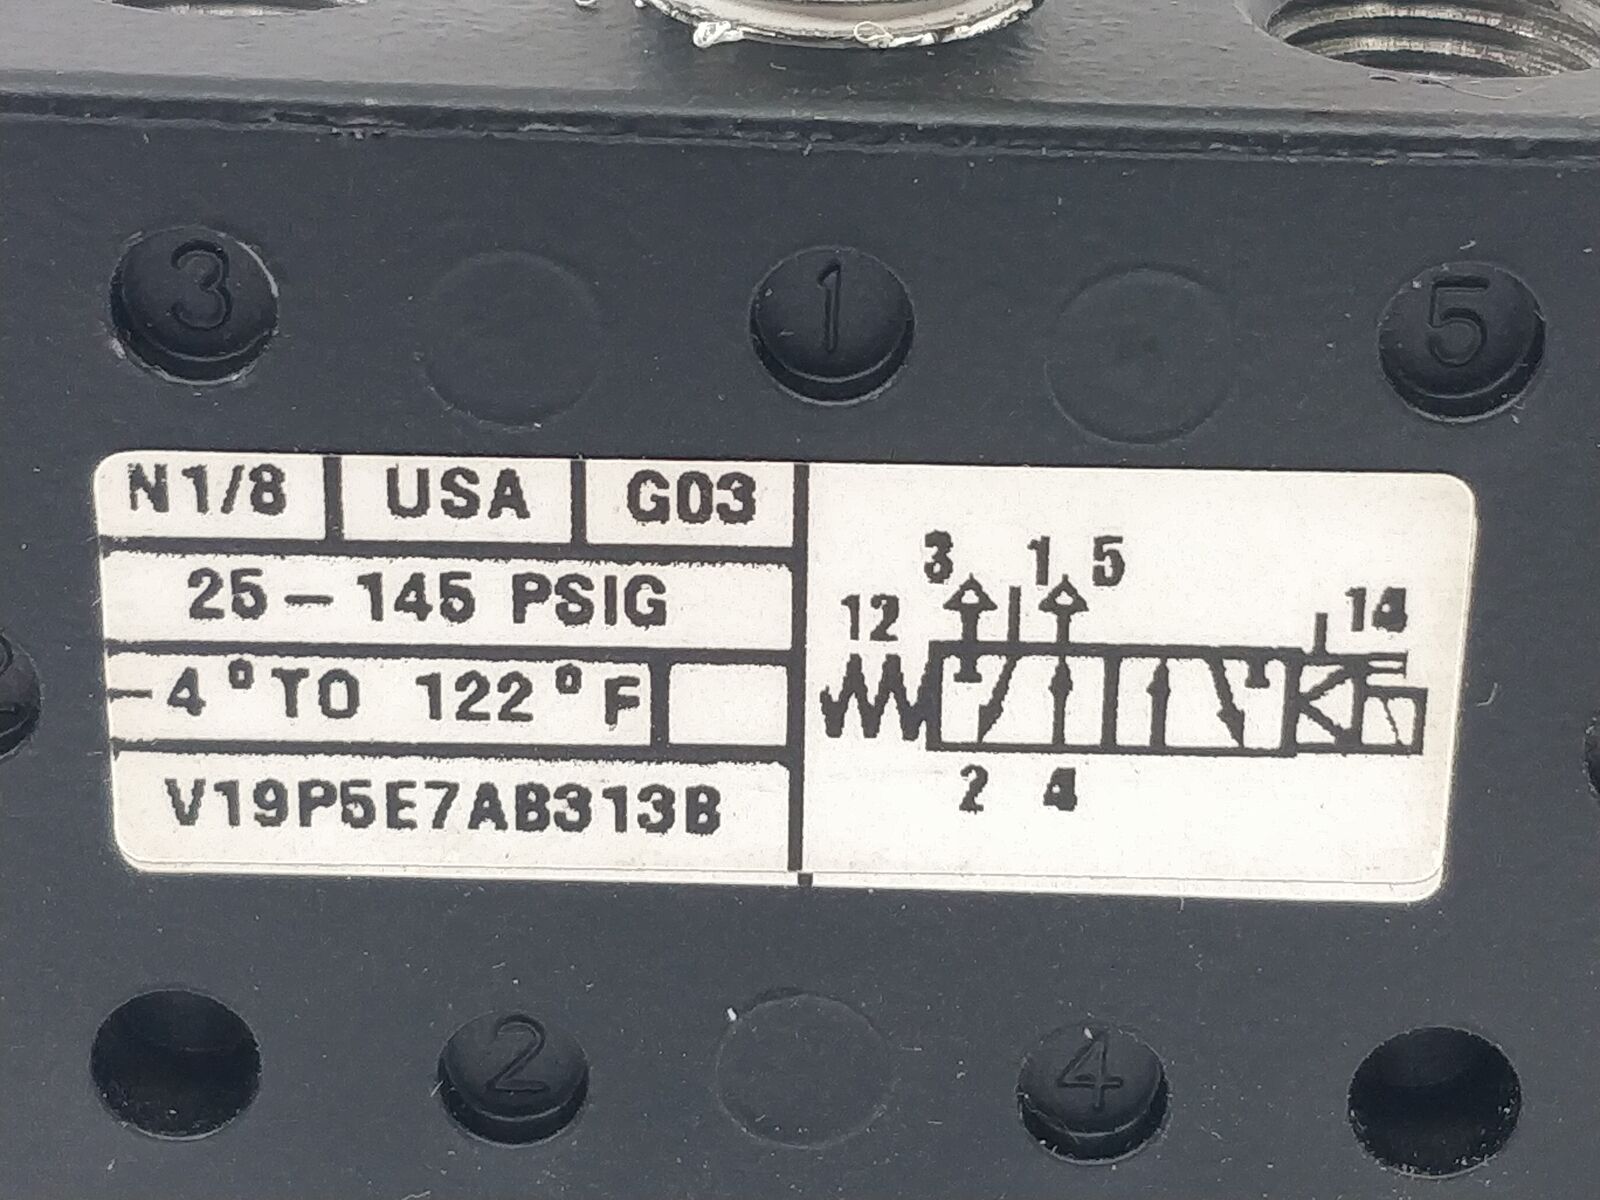 3 1 5
N1/8 USA G03
25-145 PSIG
-4° TO 122° F
V19P5E7AB313B
3 1 5
12 14
2 4
2 4